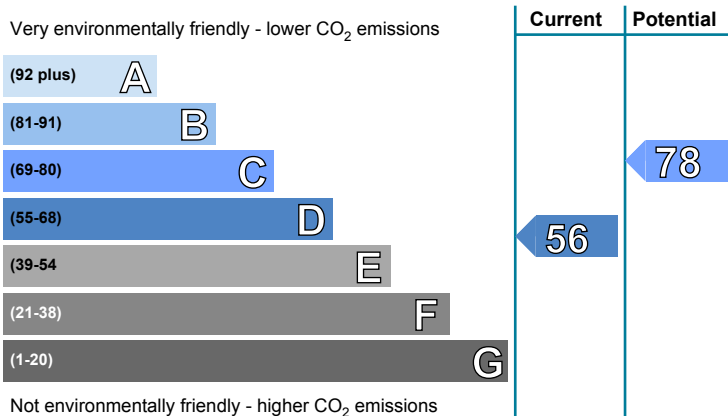 Very environmentally friendly - lower CO2 emissions
Current
Potential
(92 plus) A
(81-91) B
(69-80) C
78
(55-68) D
56
(39-54 E
(21-38) F
(1-20) G
Not environmentally friendly - higher CO2 emissions